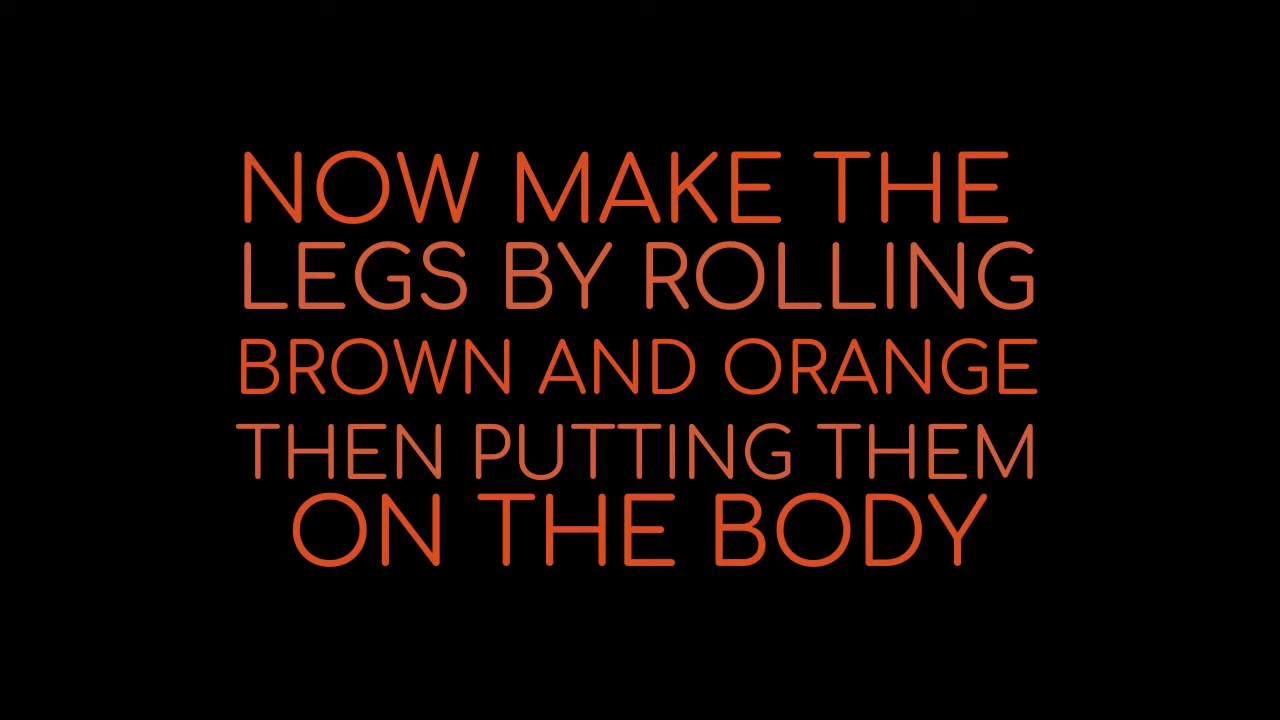 NOW MAKE THE
LEGS BY ROLLING
BROWN AND ORANGE
THEN PUTTING THEM
ON THE BODY